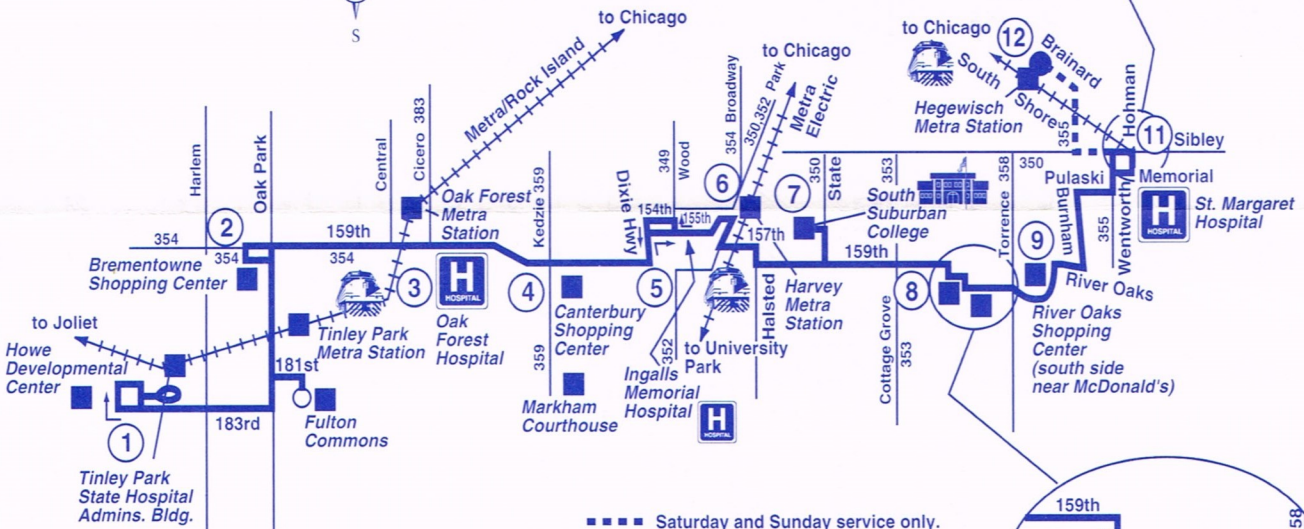 S
to Chicago
Metra/Rock Island
to Chicago
Metra
Electric
354 Broadway
350,352 Park
to Chicago
12
Brainard
South Shore
Hegewisch
Metra Station
355
Hohman
11
Sibley
Harlem
Oak Park
Central
Cicero 383
Oak Forest
Metra
Station
Kedzie 359
359
Dixie Hwy
349
Wood
154th
155th
6
7
157th
350
State
South
Suburban
College
353
Torrence 358
350
Pulaski
Memorial
Burnham
355
Wentworth
H
HOSPITAL
St. Margaret
Hospital
2
354
354
159th
354
Brementowne
Shopping Center
3
H
HOSPITAL
Oak
Forest
Hospital
4
Canterbury
Shopping
Center
5
159th
Halsted
Harvey
Metra
Station
8
9
River Oaks
River Oaks
Shopping
Center
(south side
near McDonald's)
Cottage Grove
353
to University
Park
352
Ingalls
Memorial
Hospital
H
HOSPITAL
Markham
Courthouse
to Joliet
Howe
Developmental
Center
Tinley Park
Metra Station
181st
Fulton
Commons
183rd
1
Tinley Park
State Hospital
Admins. Bldg.
Saturday and Sunday service only.
159th
58